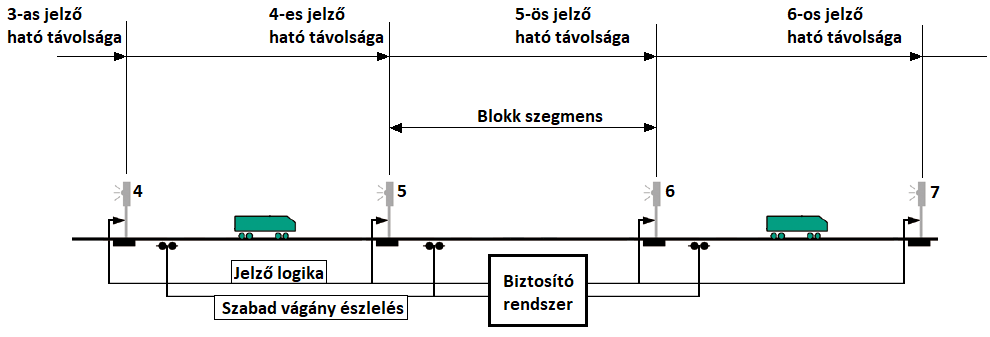 3-as jelző
ható távolsága
4-es jelző
ható távolsága
5-ös jelző
ható távolsága
6-os jelző
ható távolsága
Blokk szegmens
4
5
6
7
Jelző logika
Szabad vágány észlelés
Biztosító
rendszer